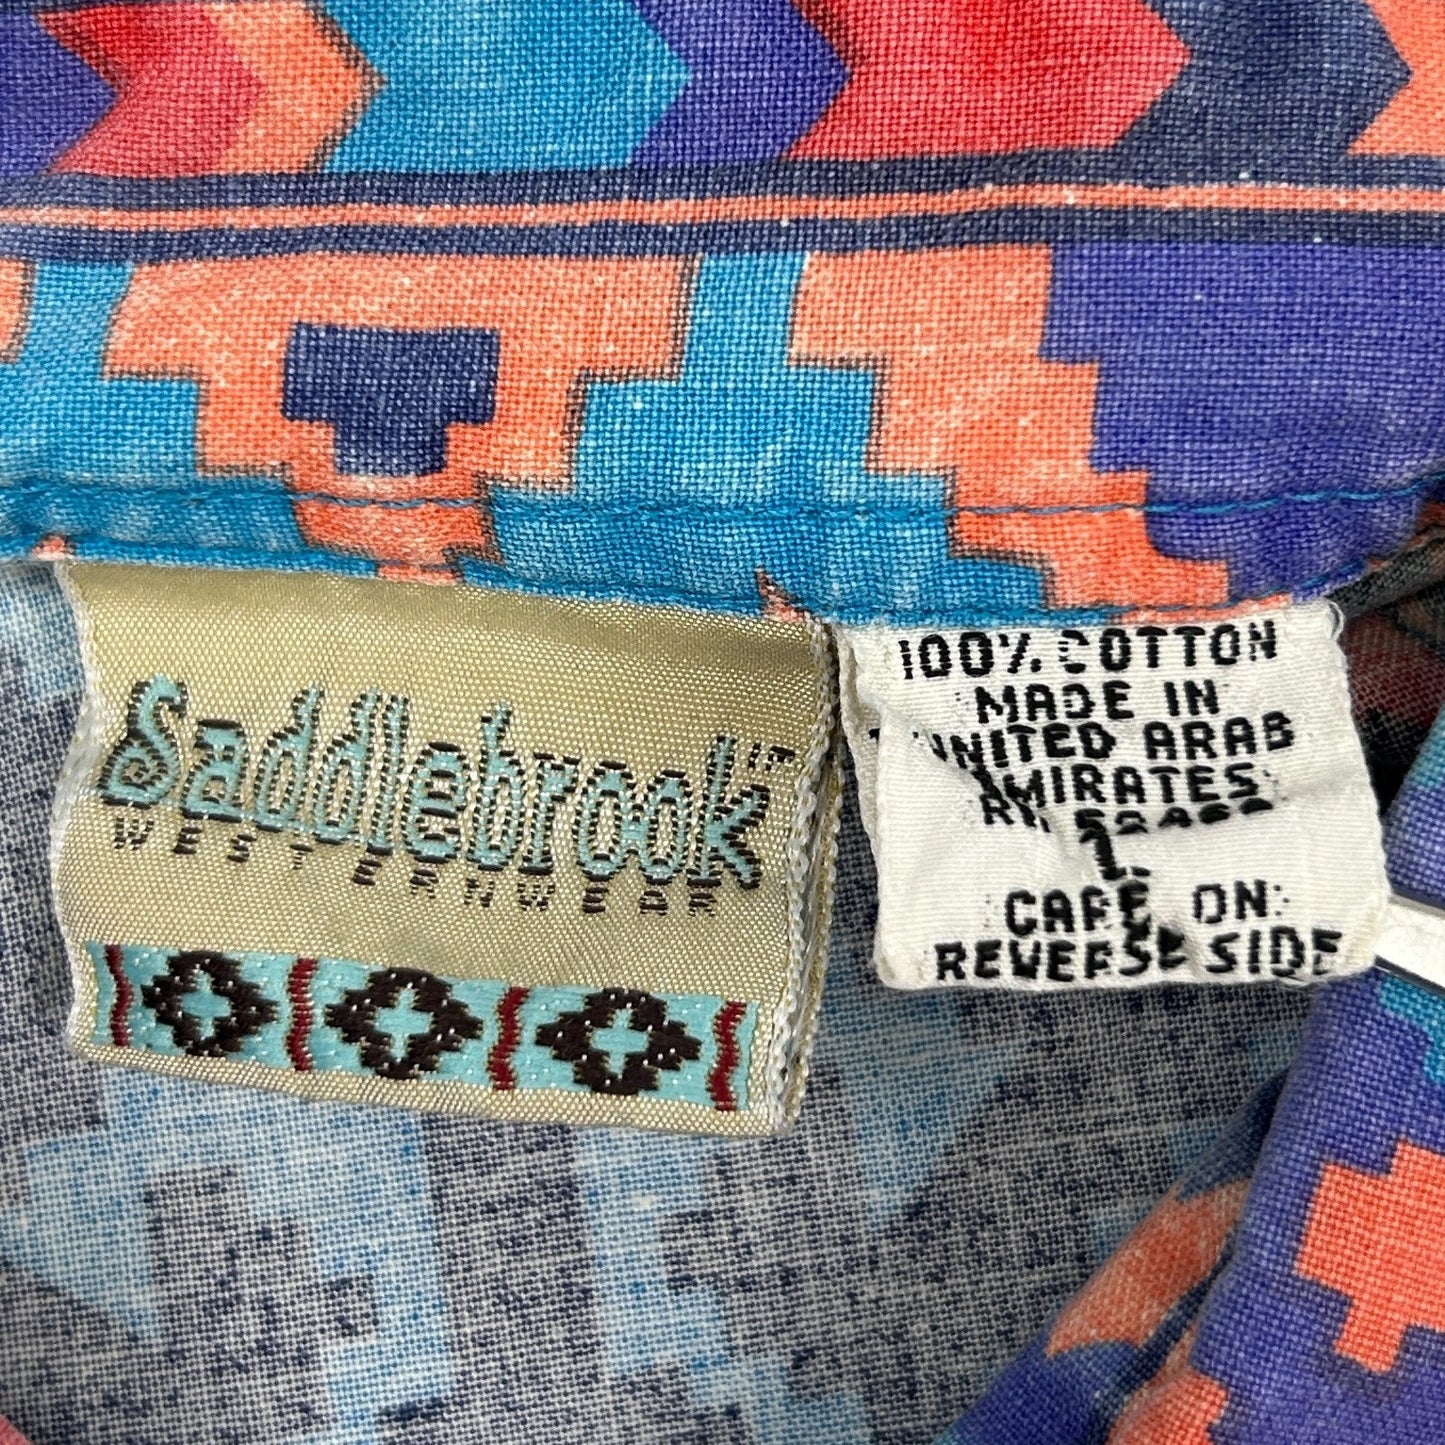 Saddlebrook
WESTERNWEAR
100% COTTON
MADE IN
UNITED ARAB
EMIRATES
CARE ON:
REVERSE SIDE